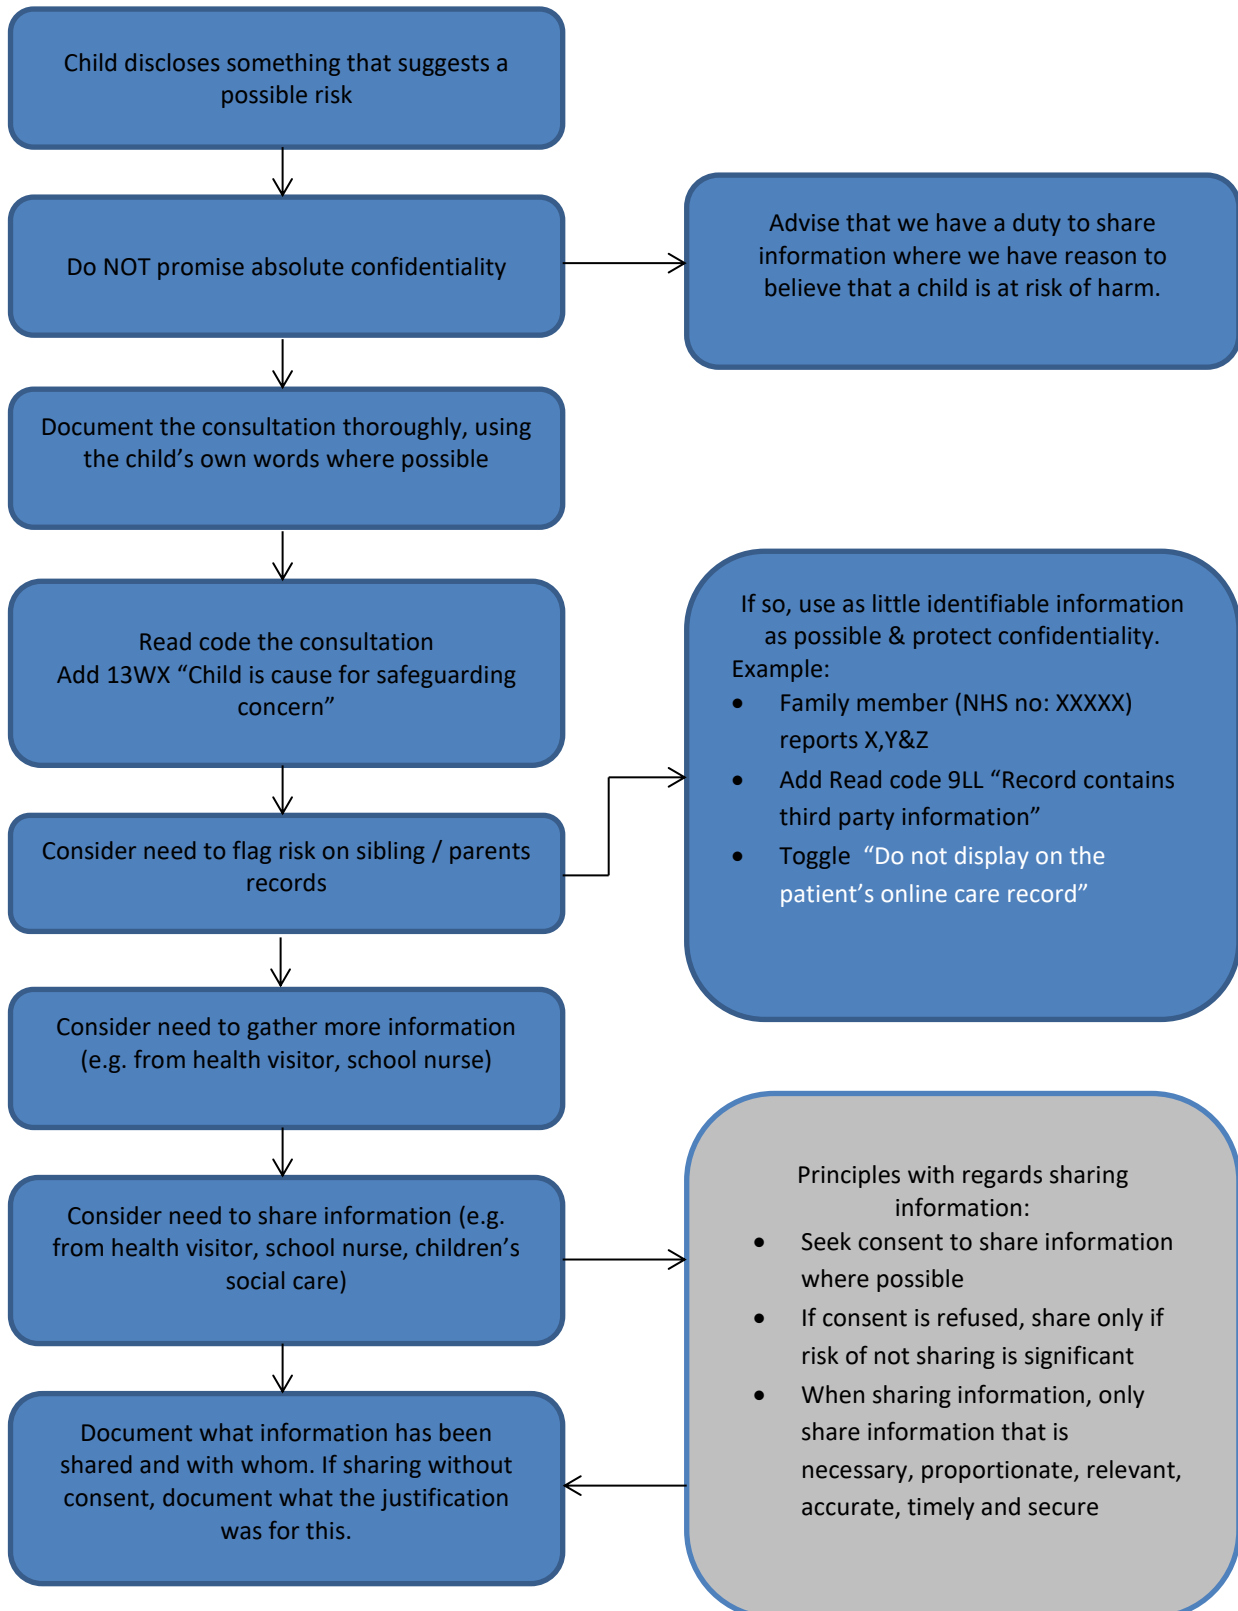 Child discloses something that suggests a
possible risk
Do NOT promise absolute confidentiality
Advise that we have a duty to share
information where we have reason to
believe that a child is at risk of harm.
Document the consultation thoroughly, using
the child’s own words where possible
Read code the consultation
Add 13WX “Child is cause for safeguarding
concern”
Consider need to flag risk on sibling / parents
records
If so, use as little identifiable information
as possible & protect confidentiality.
Example:
• Family member (NHS no: XXXXX)
reports X,Y&Z
• Add Read code 9LL “Record contains
third party information”
• Toggle “Do not display on the
patient’s online care record”
Consider need to gather more information
(e.g. from health visitor, school nurse)
Consider need to share information (e.g.
from health visitor, school nurse, children’s
social care)
Principles with regards sharing
information:
• Seek consent to share information
where possible
• If consent is refused, share only if
risk of not sharing is significant
• When sharing information, only
share information that is
necessary, proportionate, relevant,
accurate, timely and secure
Document what information has been
shared and with whom. If sharing without
consent, document what the justification
was for this.